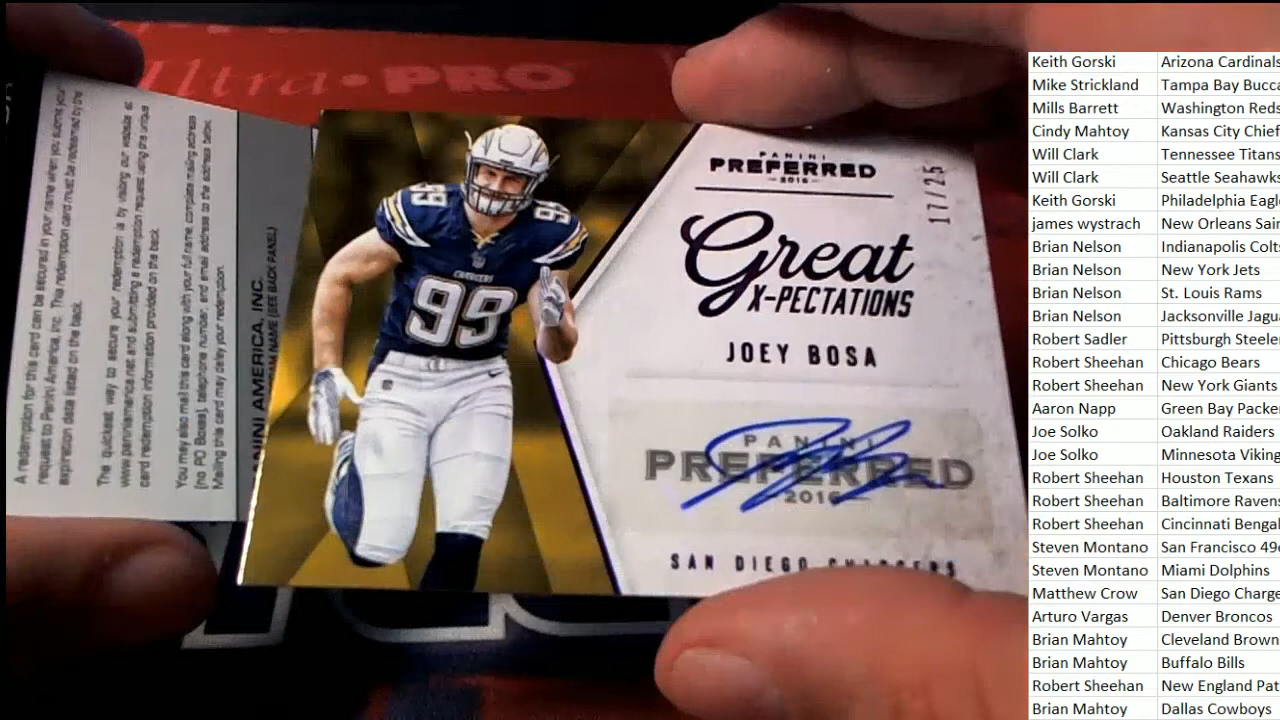 Ultra•PRO
A redemption for this card can be secured in your name when you submit your
request to Panini America, Inc. This redemption card must be redeemed by the
expiration date listed on the back.
The quickest way to secure your redemption is by visiting our website at
www.paniniamerica.net and submitting a redemption request using the unique
card redemption information provided on the back.
You may also mail this card along with your full name, complete mailing address
(no PO Boxes), telephone number, and email address to the address below.
Mailing this card may delay your redemption.
PANINI AMERICA, INC.
NAME (SEE BACK PANEL)
99
99
CHARGERS
99
PANINI
PREFERRED
2016
17/25
Great
X-PECTATIONS
JOEY BOSA
PANINI
PREFERRED
2016
SAN DIEGO CHARGERS
Keith Gorski Arizona Cardinals
Mike Strickland Tampa Bay Bucca
Mills Barrett Washington Reds
Cindy Mahtoy Kansas City Chief
Will Clark Tennessee Titans
Will Clark Seattle Seahawks
Keith Gorski Philadelphia Eagle
james wystrach New Orleans Sain
Brian Nelson Indianapolis Colts
Brian Nelson New York Jets
Brian Nelson St. Louis Rams
Brian Nelson Jacksonville Jagua
Robert Sadler Pittsburgh Steeler
Robert Sheehan Chicago Bears
Robert Sheehan New York Giants
Aaron Napp Green Bay Packe
Joe Solko Oakland Raiders
Joe Solko Minnesota Viking
Robert Sheehan Houston Texans
Robert Sheehan Baltimore Raven
Robert Sheehan Cincinnati Bengal
Steven Montano San Francisco 49e
Steven Montano Miami Dolphins
Matthew Crow San Diego Charge
Arturo Vargas Denver Broncos
Brian Mahtoy Cleveland Brown
Brian Mahtoy Buffalo Bills
Robert Sheehan New England Pat
Brian Mahtoy Dallas Cowboys